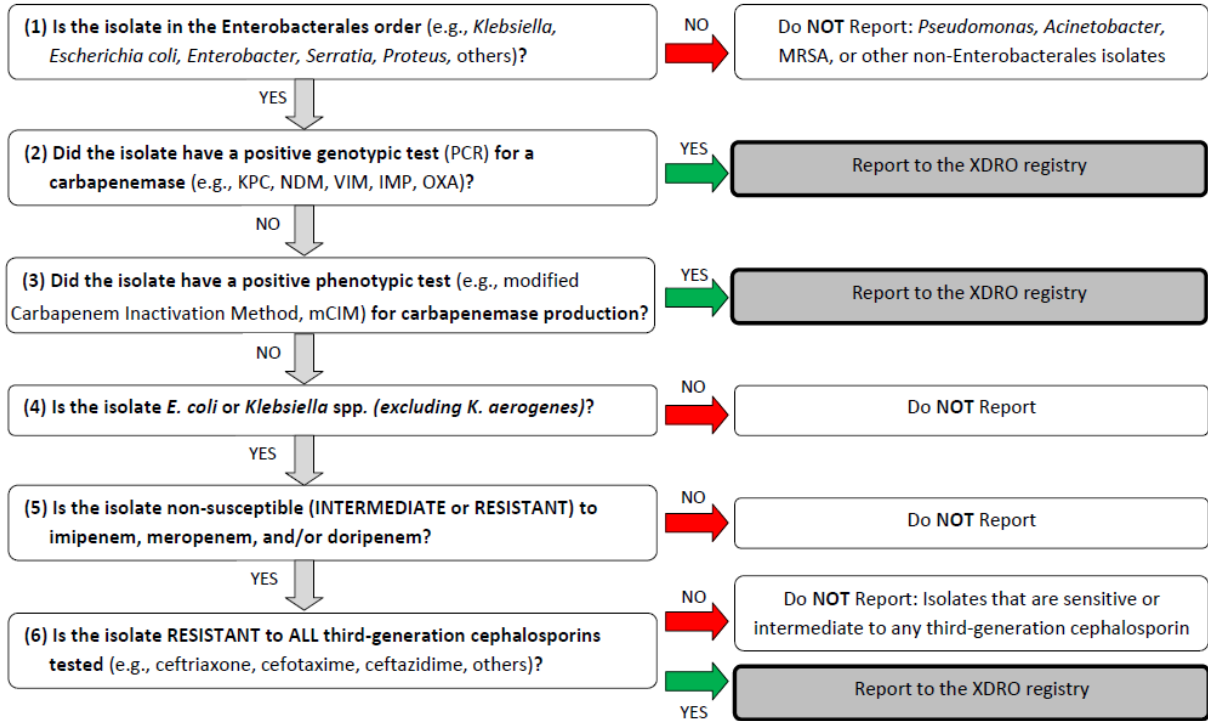 (1) Is the isolate in the Enterobacterales order (e.g., Klebsiella,
Escherichia coli, Enterobacter, Serratia, Proteus, others)?
NO
Do NOT Report: Pseudomonas, Acinetobacter,
MRSA, or other non-Enterobacterales isolates
YES
(2) Did the isolate have a positive genotypic test (PCR) for a
carbapenemase (e.g., KPC, NDM, VIM, IMP, OXA)?
YES
Report to the XDRO registry
NO
(3) Did the isolate have a positive phenotypic test (e.g., modified
Carbapenem Inactivation Method, mCIM) for carbapenemase production?
YES
Report to the XDRO registry
NO
(4) Is the isolate E. coli or Klebsiella spp. (excluding K. aerogenes)?
NO
Do NOT Report
YES
(5) Is the isolate non-susceptible (INTERMEDIATE or RESISTANT) to
imipenem, meropenem, and/or doripenem?
NO
Do NOT Report
YES
(6) Is the isolate RESISTANT to ALL third-generation cephalosporins
tested (e.g., ceftriaxone, cefotaxime, ceftazidime, others)?
NO
Do NOT Report: Isolates that are sensitive or
intermediate to any third-generation cephalosporin
YES
Report to the XDRO registry